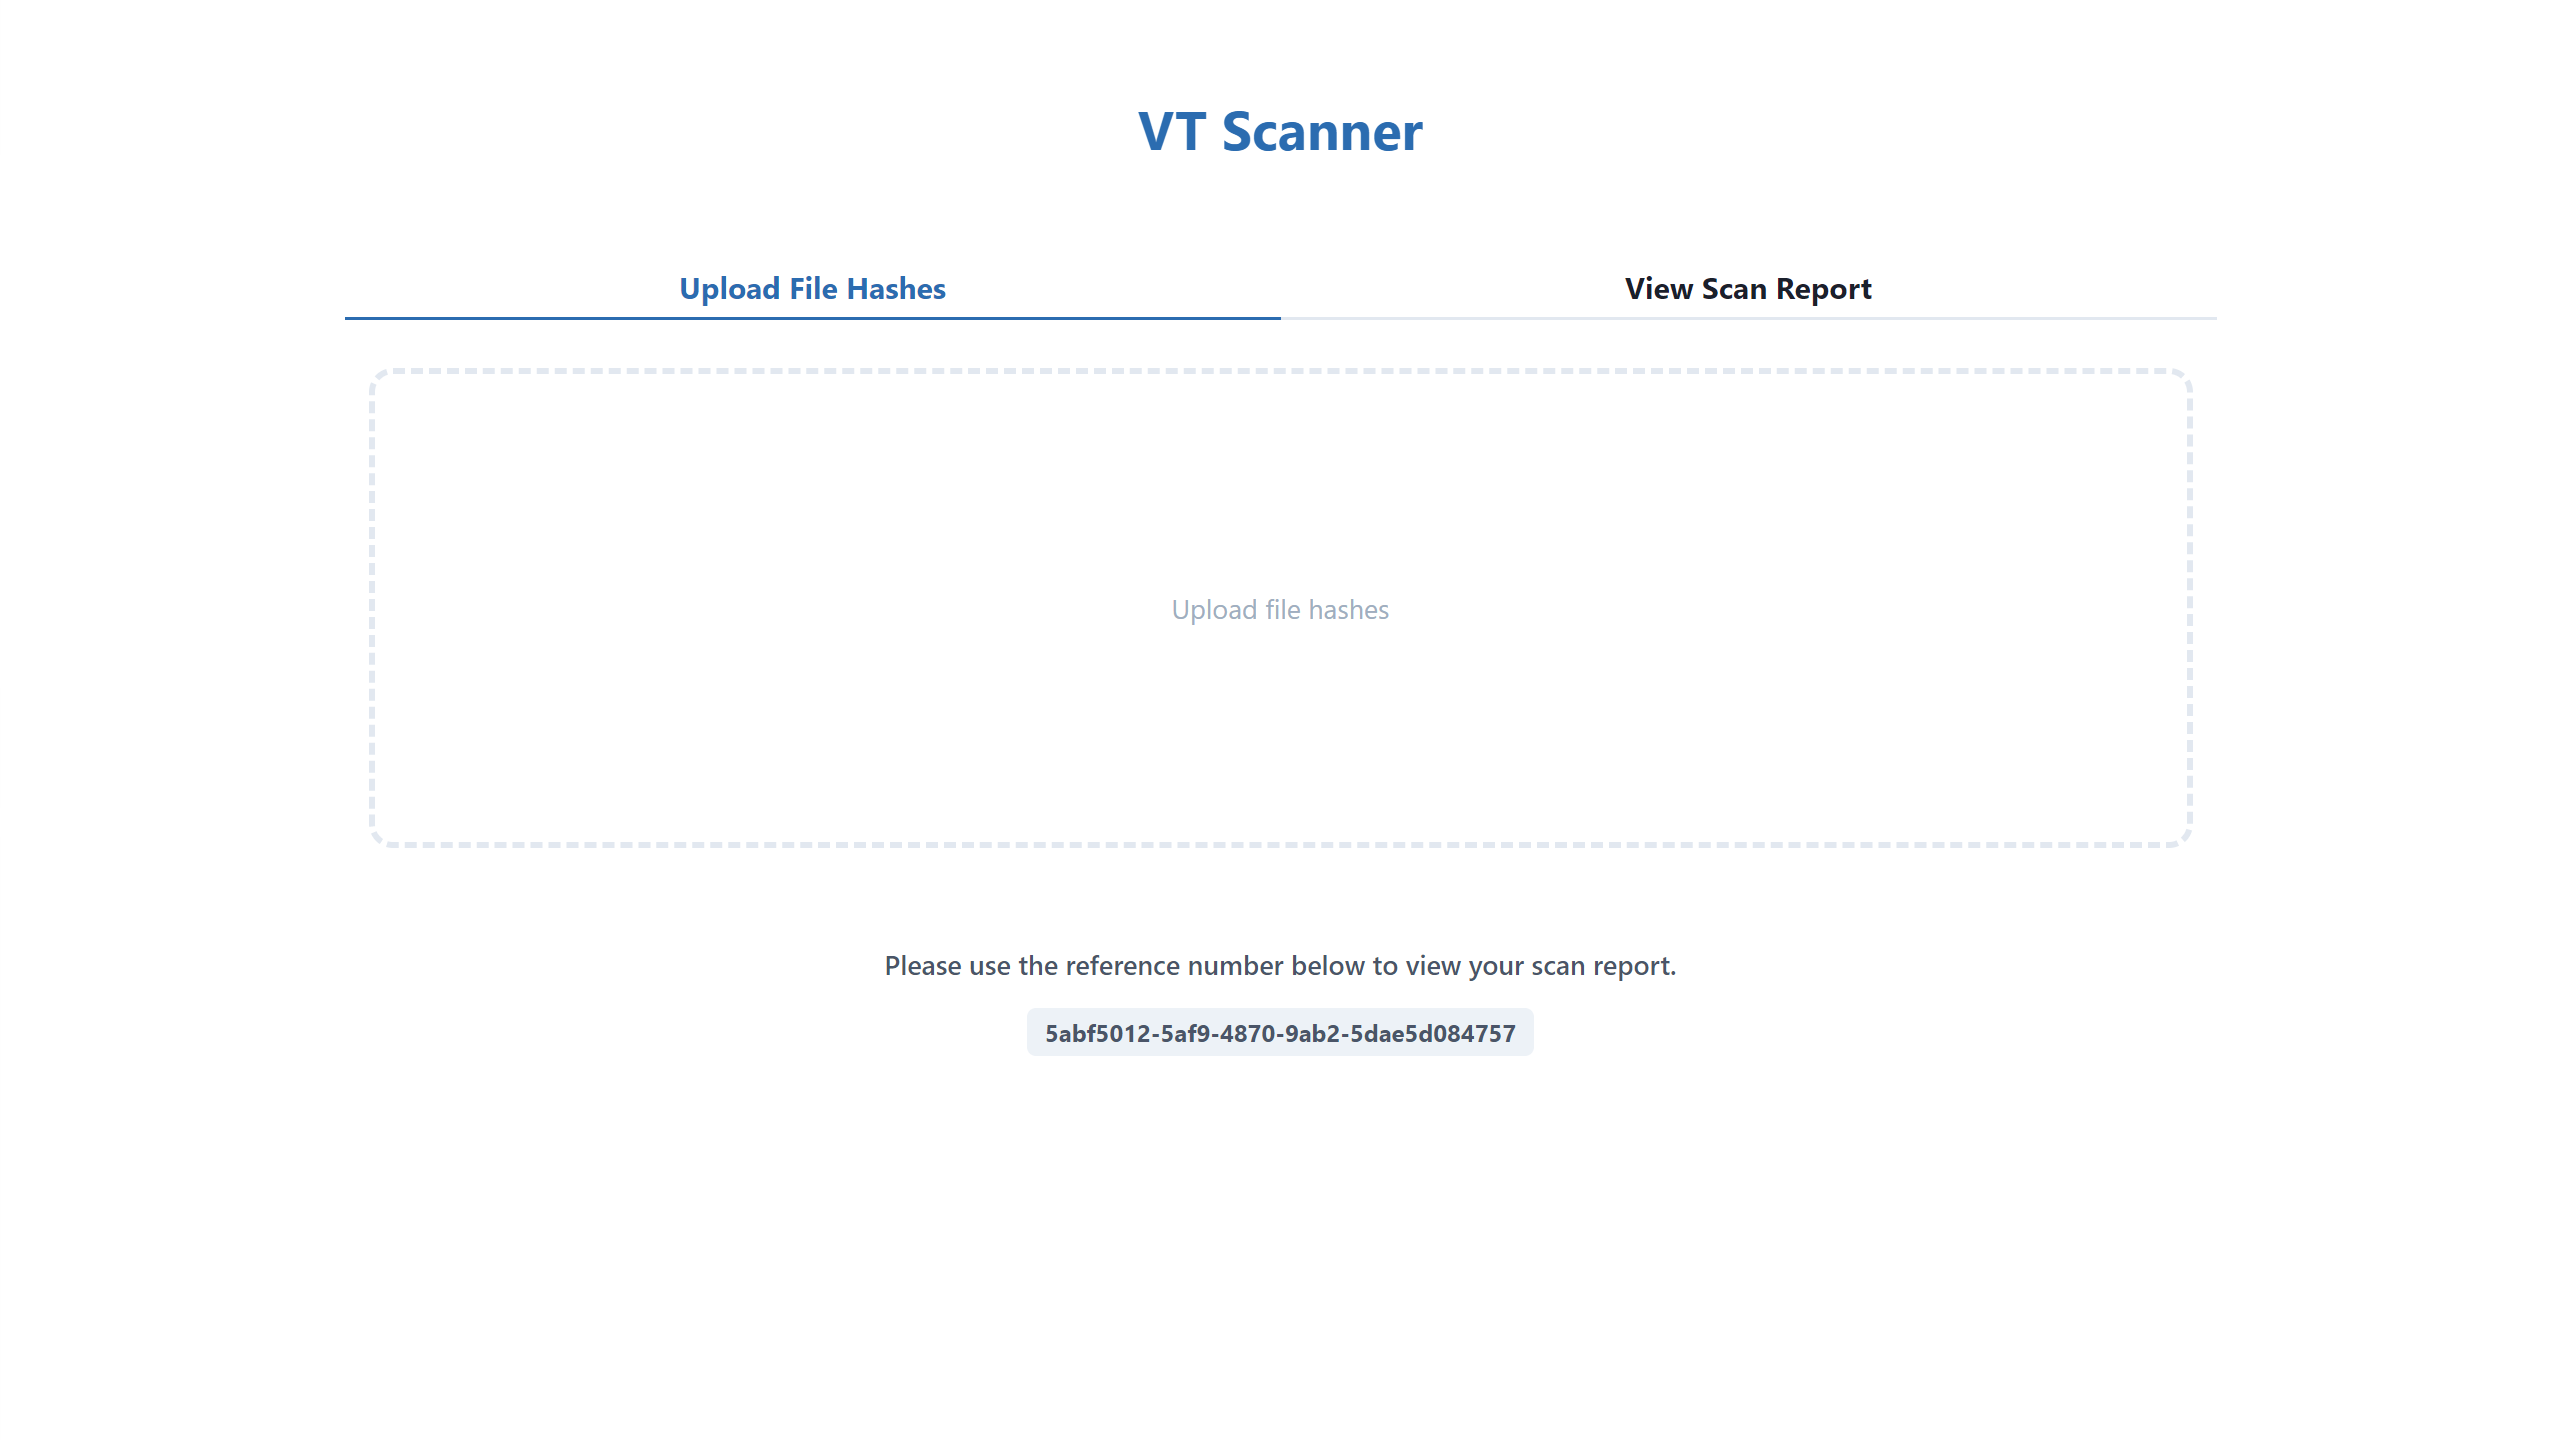 VT Scanner
Upload File Hashes
View Scan Report
Upload file hashes
Please use the reference number below to view your scan report.
5abf5012-5af9-4870-9ab2-5dae5d084757